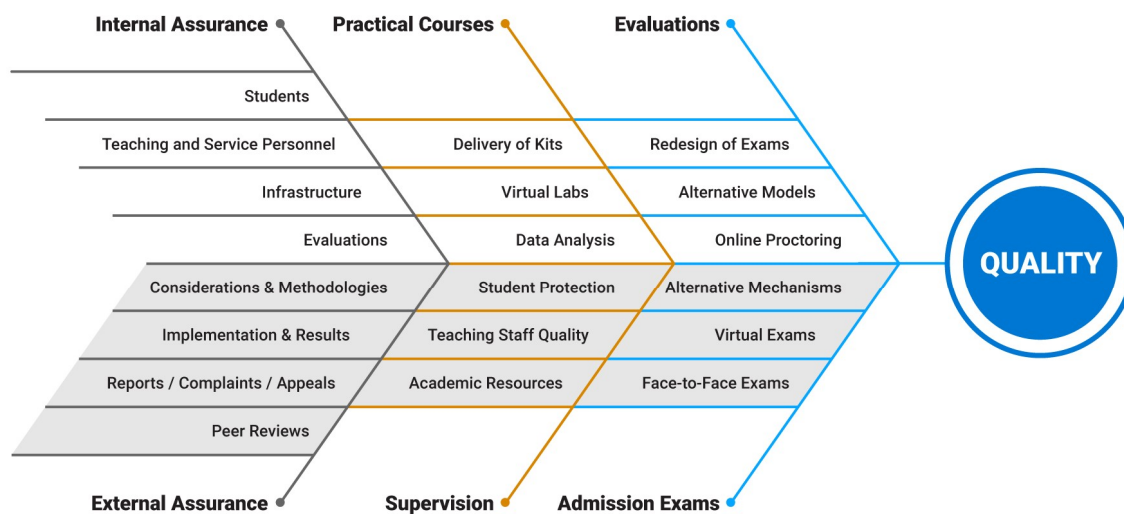 Internal Assurance
Practical Courses
Evaluations
Students
Teaching and Service Personnel
Delivery of Kits
Redesign of Exams
Infrastructure
Virtual Labs
Alternative Models
Evaluations
Data Analysis
Online Proctoring
QUALITY
Considerations & Methodologies
Student Protection
Alternative Mechanisms
Implementation & Results
Teaching Staff Quality
Virtual Exams
Reports / Complaints / Appeals
Academic Resources
Face-to-Face Exams
Peer Reviews
External Assurance
Supervision
Admission Exams